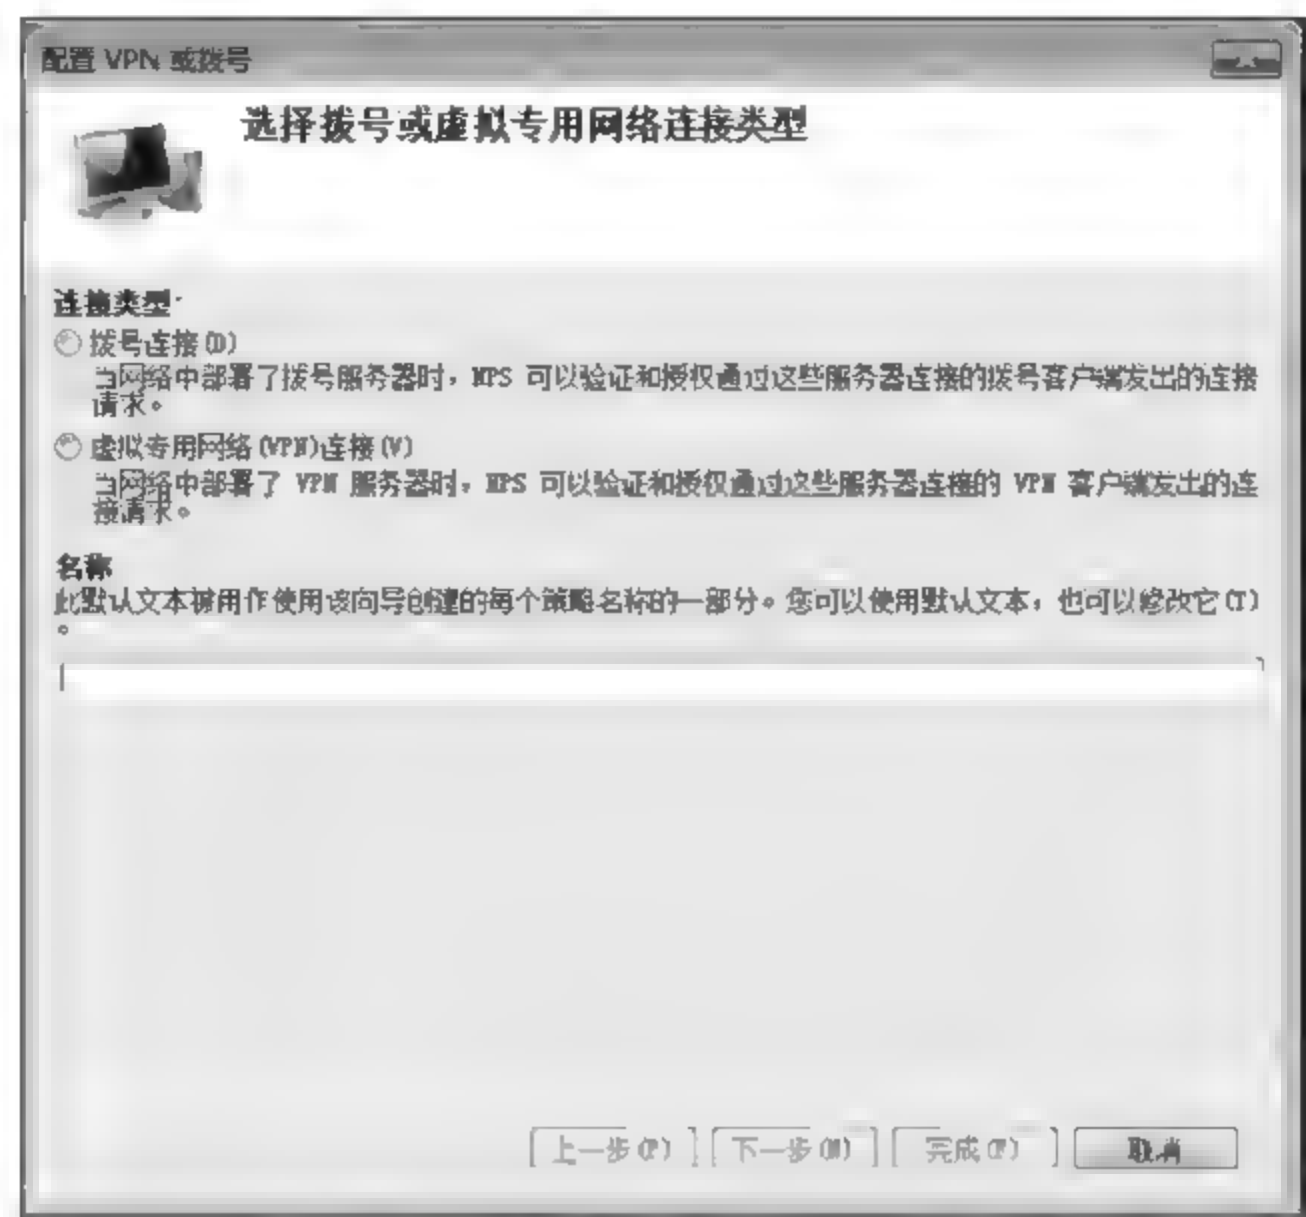 配置 VPN 或拨号
选择拨号或虚拟专用网络连接类型
连接类型:
拨号连接(D)
当网络中部署了拨号服务器时，NPS 可以验证和授权通过这些服务器连接的拨号客户端发出的连接
请求。
虚拟专用网络(VPN)连接(V)
当网络中部署了 VPN 服务器时，NPS 可以验证和授权通过这些服务器连接的 VPN 客户端发出的连
接请求。
名称
此默认文本被用作使用该向导创建的每个策略名称的一部分。您可以使用默认文本，也可以修改它(T)
。
上一步(P) 下一步(N) 完成(F) 取消